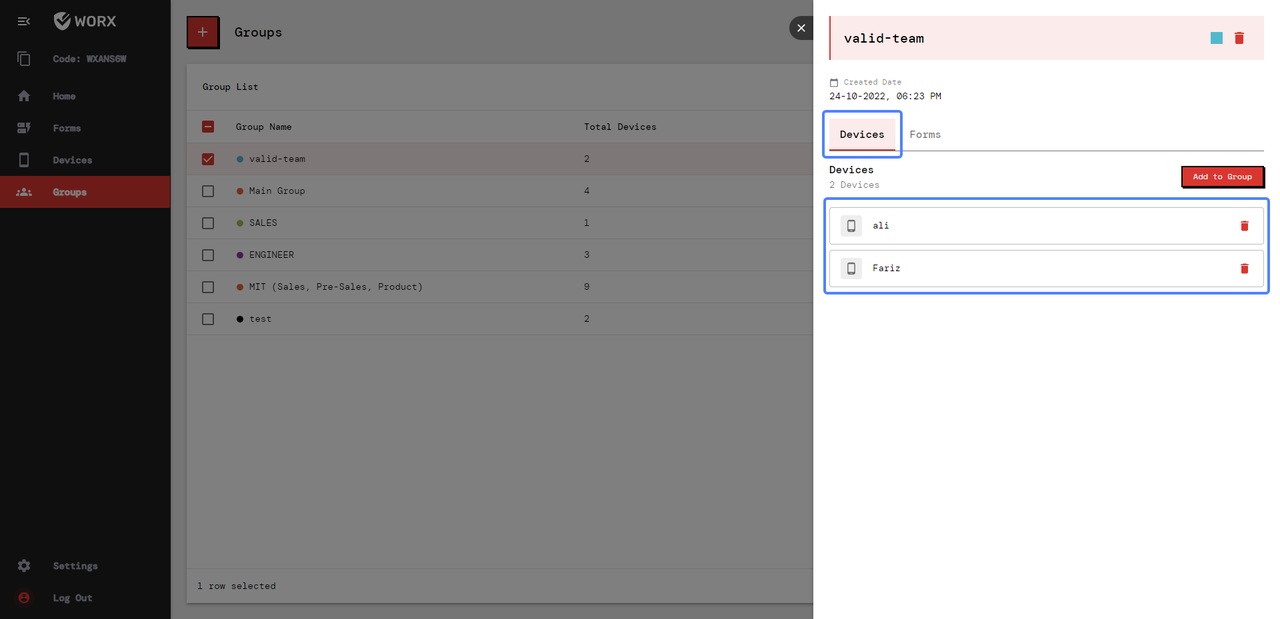 WORX
Code: WXANS6W
Home
Forms
Devices
Groups
Settings
Log Out
Groups
Group List
Group Name Total Devices
valid-team 2
Main Group 4
SALES 1
ENGINEER 3
MIT (Sales, Pre-Sales, Product) 9
test 2
1 row selected
valid-team
Created Date
24-10-2022, 06:23 PM
Devices Forms
Devices
2 Devices
Add to Group
ali
Fariz